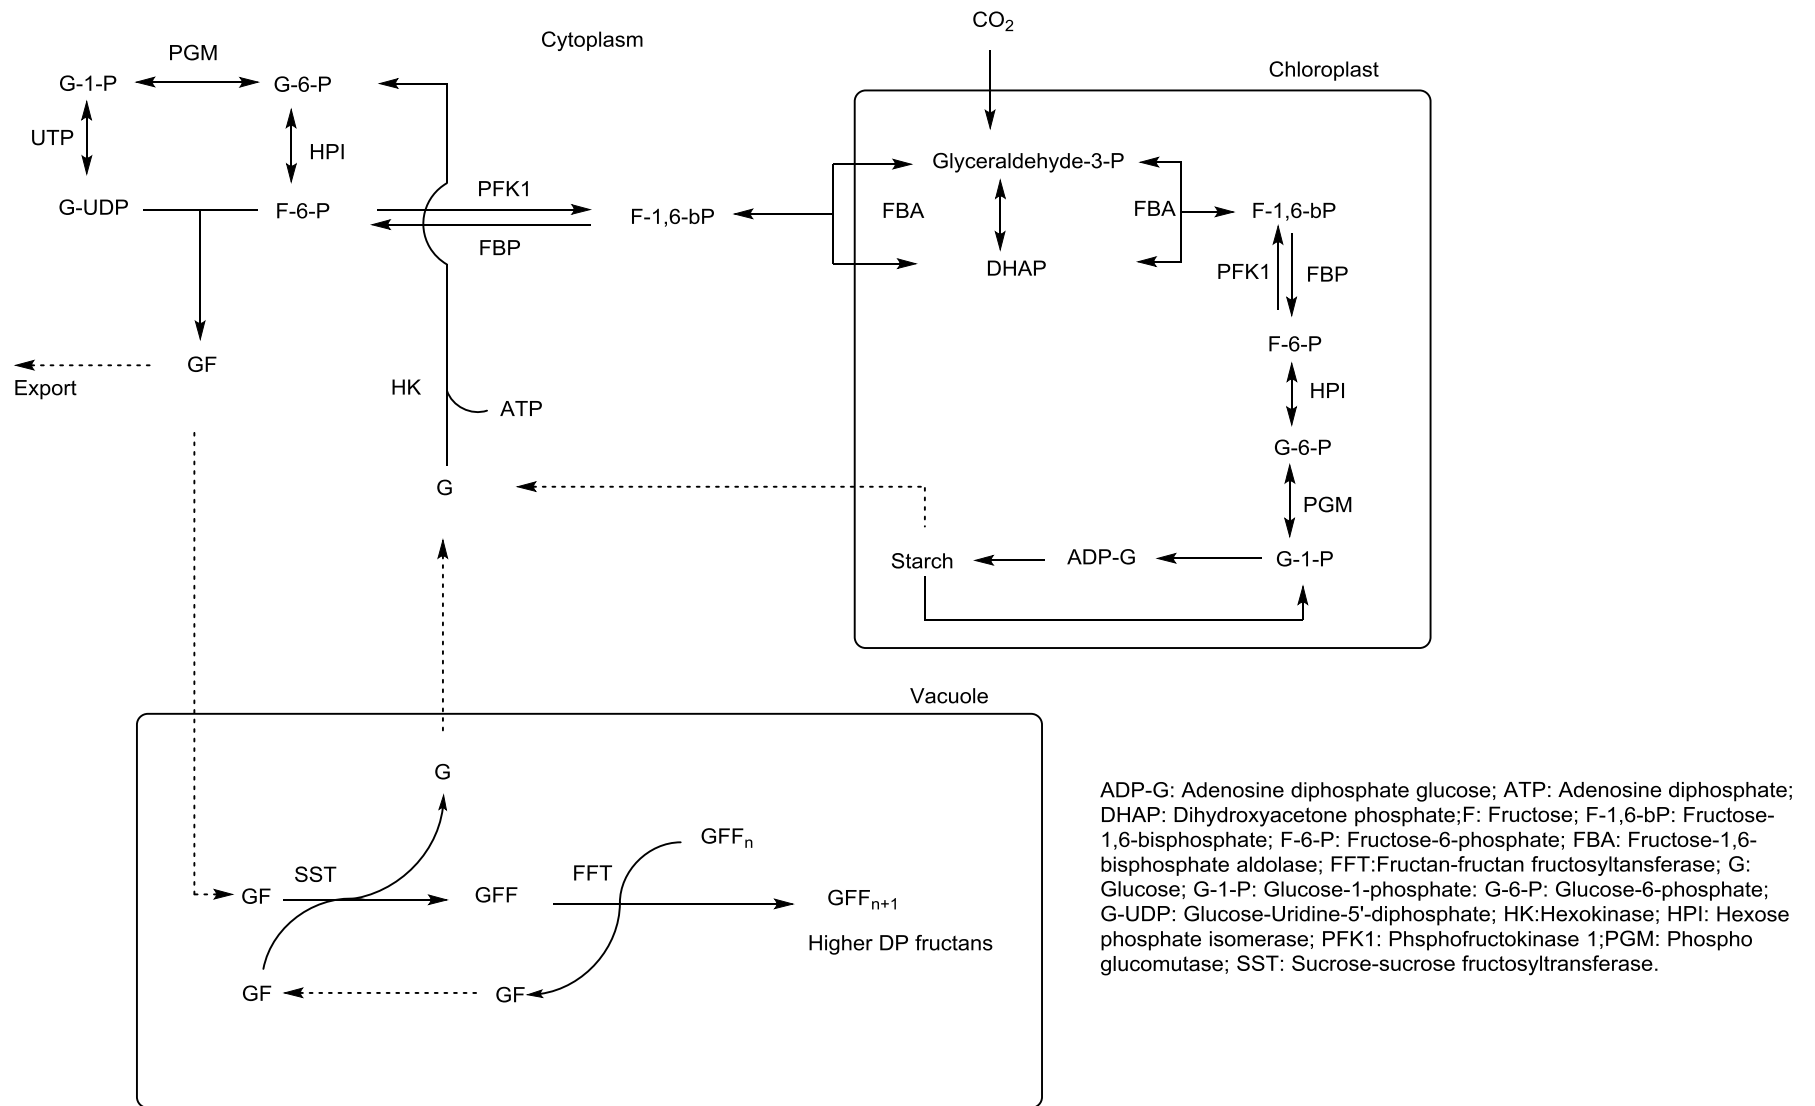 CO2
Cytoplasm
Chloroplast
PGM
G-1-P
G-6-P
UTP
HPI
G-UDP
F-6-P
PFK1
FBP
F-1,6-bP
FBA
Glyceraldehyde-3-P
DHAP
FBA
F-1,6-bP
PFK1
FBP
F-6-P
HPI
G-6-P
PGM
G-1-P
ADP-G
Starch
GF
Export
HK
ATP
G
Vacuole
G
SST
GF
GFF
FFT
GFFn
GFFn+1
Higher DP fructans
GF
GF
ADP-G: Adenosine diphosphate glucose; ATP: Adenosine diphosphate;
DHAP: Dihydroxyacetone phosphate;F: Fructose; F-1,6-bP: Fructose-
1,6-bisphosphate; F-6-P: Fructose-6-phosphate; FBA: Fructose-1,6-
bisphosphate aldolase; FFT:Fructan-fructan fructosyltansferase; G:
Glucose; G-1-P: Glucose-1-phosphate: G-6-P: Glucose-6-phosphate;
G-UDP: Glucose-Uridine-5'-diphosphate; HK:Hexokinase; HPI: Hexose
phosphate isomerase; PFK1: Phsphofructokinase 1;PGM: Phospho
glucomutase; SST: Sucrose-sucrose fructosyltransferase.